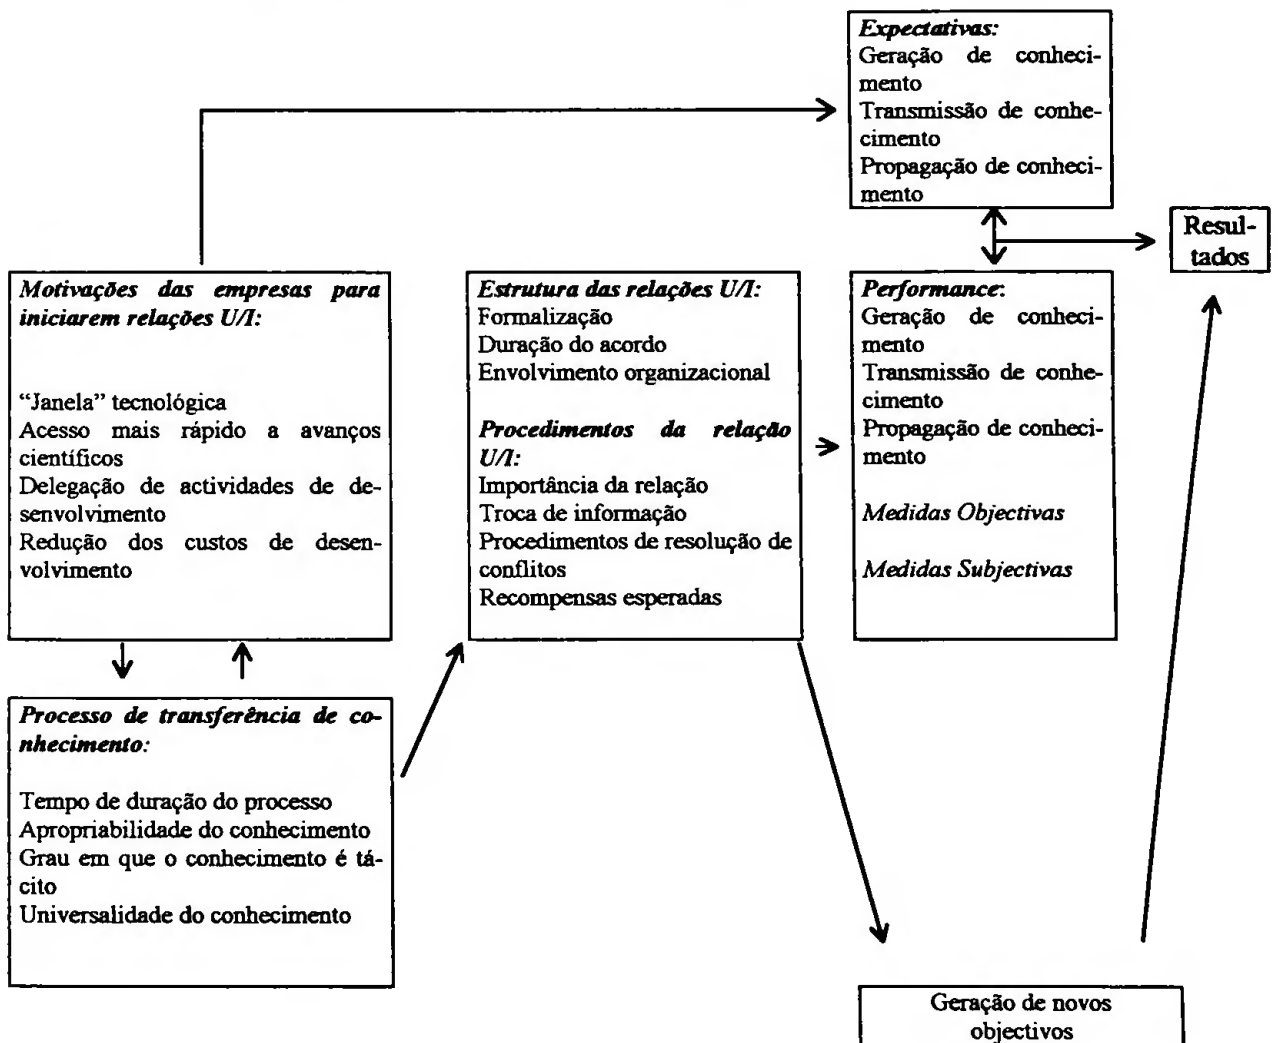 Expectativas:
Geração de conheci-
mento
Transmissão de conhe-
cimento
Propagação de conheci-
mento
Resul-
tados
Motivações das empresas para
iniciarem relações U/I:
“Janela” tecnológica
Acesso mais rápido a avanços
científicos
Delegação de actividades de de-
senvolvimento
Redução dos custos de desen-
volvimento
Estrutura das relações U/I:
Formalização
Duração do acordo
Envolvimento organizacional
Procedimentos da relação
U/I:
Importância da relação
Troca de informação
Procedimentos de resolução de
conflitos
Recompensas esperadas
Performance:
Geração de conheci-
mento
Transmissão de conhe-
cimento
Propagação de conheci-
mento
Medidas Objectivas
Medidas Subjectivas
Processo de transferência de co-
nhecimento:
Tempo de duração do processo
Apropriabilidade do conhecimento
Grau em que o conhecimento é tá-
cito
Universalidade do conhecimento
Geração de novos
objectivos